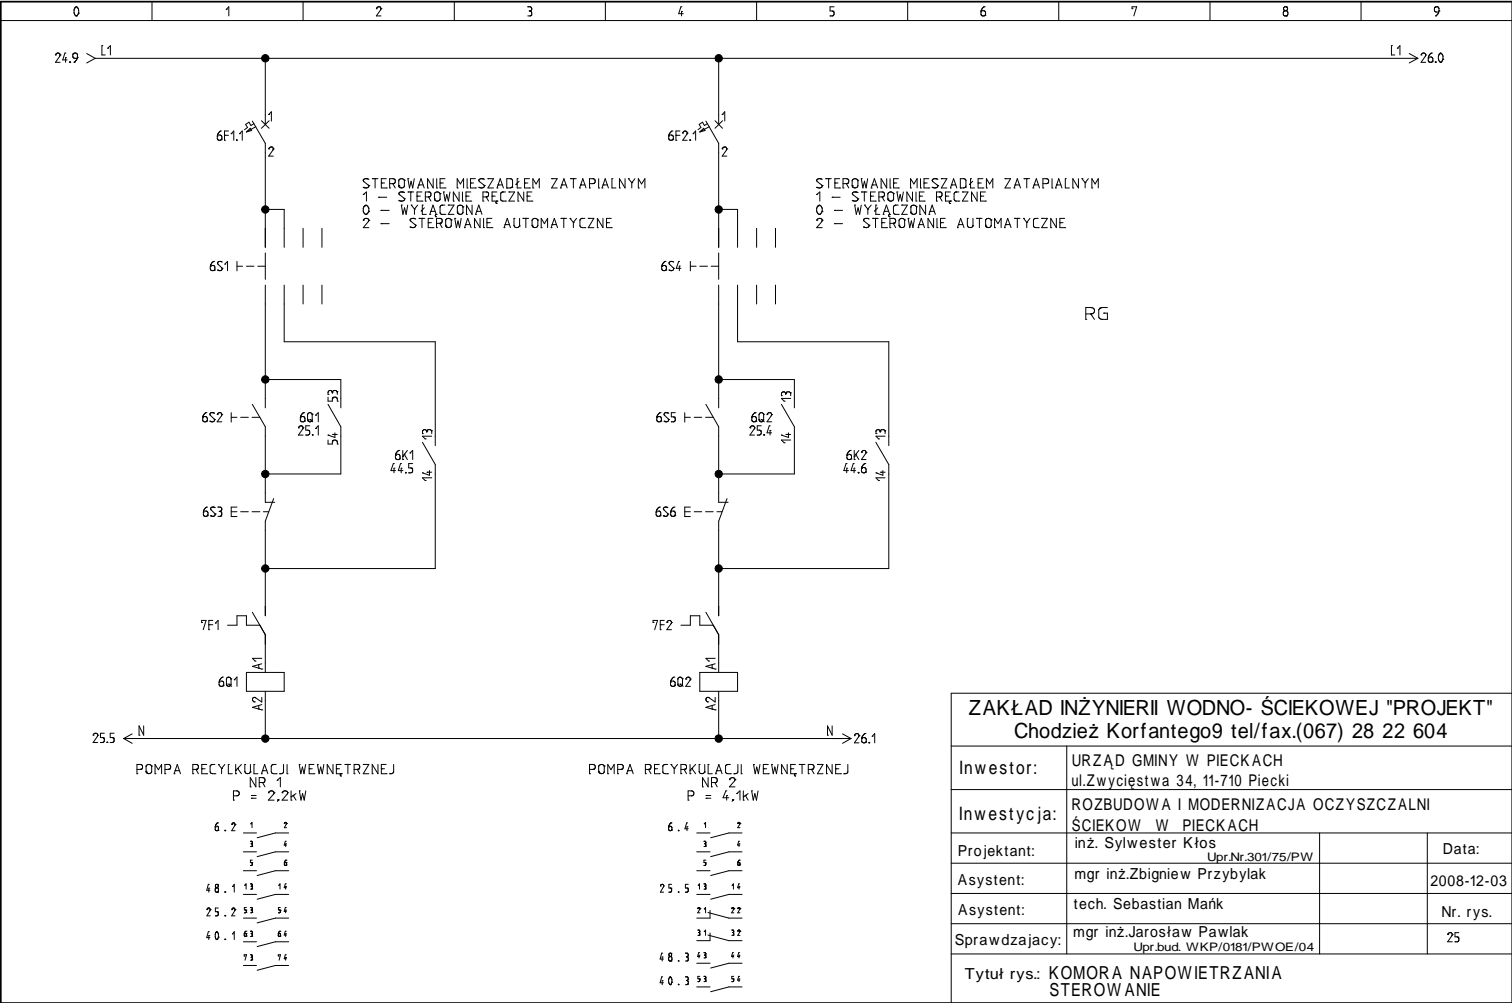 0 1 2 3 4 5 6 7 8 9
24.9 L1
L1 26.0
6F1.1 1 2
6F2.1 1 2
STEROWANIE MIESZADŁEM ZATAPIALNYM
1 – STEROWNIE RĘCZNE
0 – WYŁĄCZONA
2 – STEROWANIE AUTOMATYCZNE
STEROWANIE MIESZADŁEM ZATAPIALNYM
1 – STEROWNIE RĘCZNE
0 – WYŁĄCZONA
2 – STEROWANIE AUTOMATYCZNE
6S1
6S4
RG
6S2
6Q1
25.1
53
54
6K1
44.5
13
14
6S3
6S5
6Q2
25.4
13
14
6K2
44.6
13
14
6S6
7F1
7F2
A1
6Q1
A2
A1
6Q2
A2
25.5 N
N 26.1
POMPA RECYLKULACJI WEWNĘTRZNEJ
NR 1
P = 2,2kW
6.2 1 2
3 4
5 6
48.1 13 14
25.2 53 54
40.1 63 64
73 74
POMPA RECYRKULACJI WEWNĘTRZNEJ
NR 2
P = 4,1kW
6.4 1 2
3 4
5 6
25.5 13 14
21 22
31 32
48.3 43 44
40.3 53 54
ZAKŁAD INŻYNIERII WODNO- ŚCIEKOWEJ "PROJEKT"
Chodzież Korfantego9 tel/fax.(067) 28 22 604
Inwestor: URZĄD GMINY W PIECKACH
ul.Zwycięstwa 34, 11-710 Piecki
Inwestycja: ROZBUDOWA I MODERNIZACJA OCZYSZCZALNI
ŚCIEKOW W PIECKACH
Projektant: inż. Sylwester Kłos
Upr.Nr.301/75/PW
Data:
Asystent: mgr inż.Zbigniew Przybylak
2008-12-03
Asystent: tech. Sebastian Mańk
Nr. rys.
Sprawdzajacy: mgr inż.Jarosław Pawlak
Upr.bud. WKP/0181/PWOE/04
25
Tytuł rys.: KOMORA NAPOWIETRZANIA
STEROWANIE